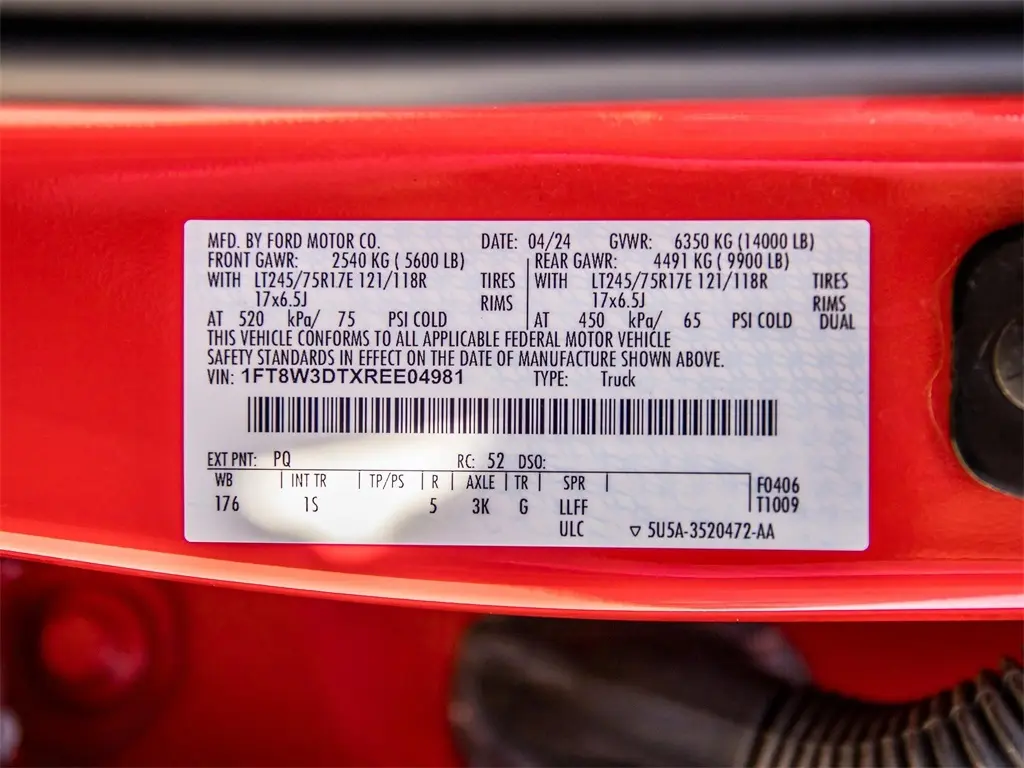 MFD. BY FORD MOTOR CO. DATE: 04/24 GVWR: 6350 KG (14000 LB)
FRONT GAWR: 2540 KG ( 5600 LB) REAR GAWR: 4491 KG ( 9900 LB)
WITH LT245/75R17E 121/118R TIRES WITH LT245/75R17E 121/118R TIRES
17x6.5J RIMS 17x6.5J RIMS
AT 520 kPa/ 75 PSI COLD AT 450 kPa/ 65 PSI COLD DUAL
THIS VEHICLE CONFORMS TO ALL APPLICABLE FEDERAL MOTOR VEHICLE
SAFETY STANDARDS IN EFFECT ON THE DATE OF MANUFACTURE SHOWN ABOVE.
VIN: 1FT8W3DTXREE04981 TYPE: Truck
EXT PNT: PQ RC: 52 DSO:
WB INT TR TP/PS R AXLE TR SPR F0406
176 1S 5 3K G LLFF T1009
ULC ▽ 5U5A-3520472-AA